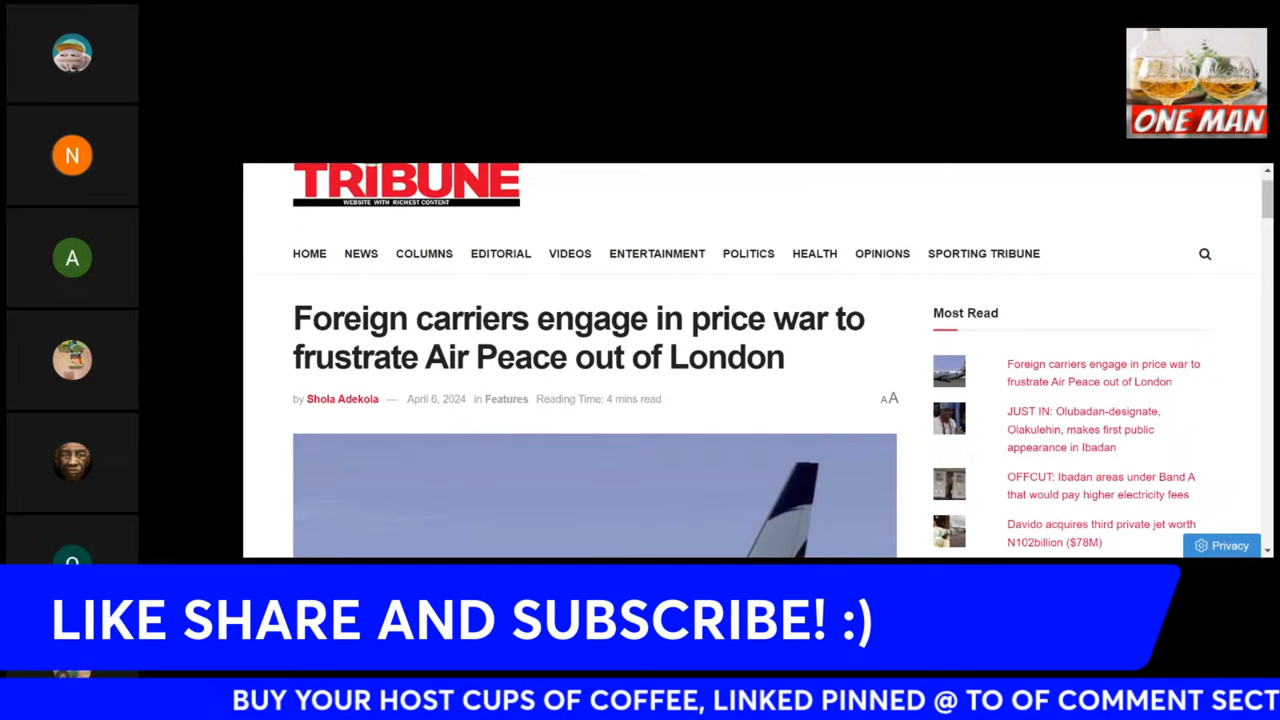 ONE MAN
N
A
TRIBUNE
WEBSITE WITH RICHEST CONTENT
HOME NEWS COLUMNS EDITORIAL VIDEOS ENTERTAINMENT POLITICS HEALTH OPINIONS SPORTING TRIBUNE
Foreign carriers engage in price war to
frustrate Air Peace out of London
by Shola Adekola — April 6, 2024 in Features Reading Time: 4 mins read
AA
Most Read
Foreign carriers engage in price war to
frustrate Air Peace out of London
JUST IN: Olubadan-designate,
Olakulehin, makes first public
appearance in Ibadan
OFFCUT: Ibadan areas under Band A
that would pay higher electricity fees
Davido acquires third private jet worth
N102billion ($78M)
Privacy
LIKE SHARE AND SUBSCRIBE! :)
BUY YOUR HOST CUPS OF COFFEE, LINKED PINNED @ TO OF COMMENT SECT